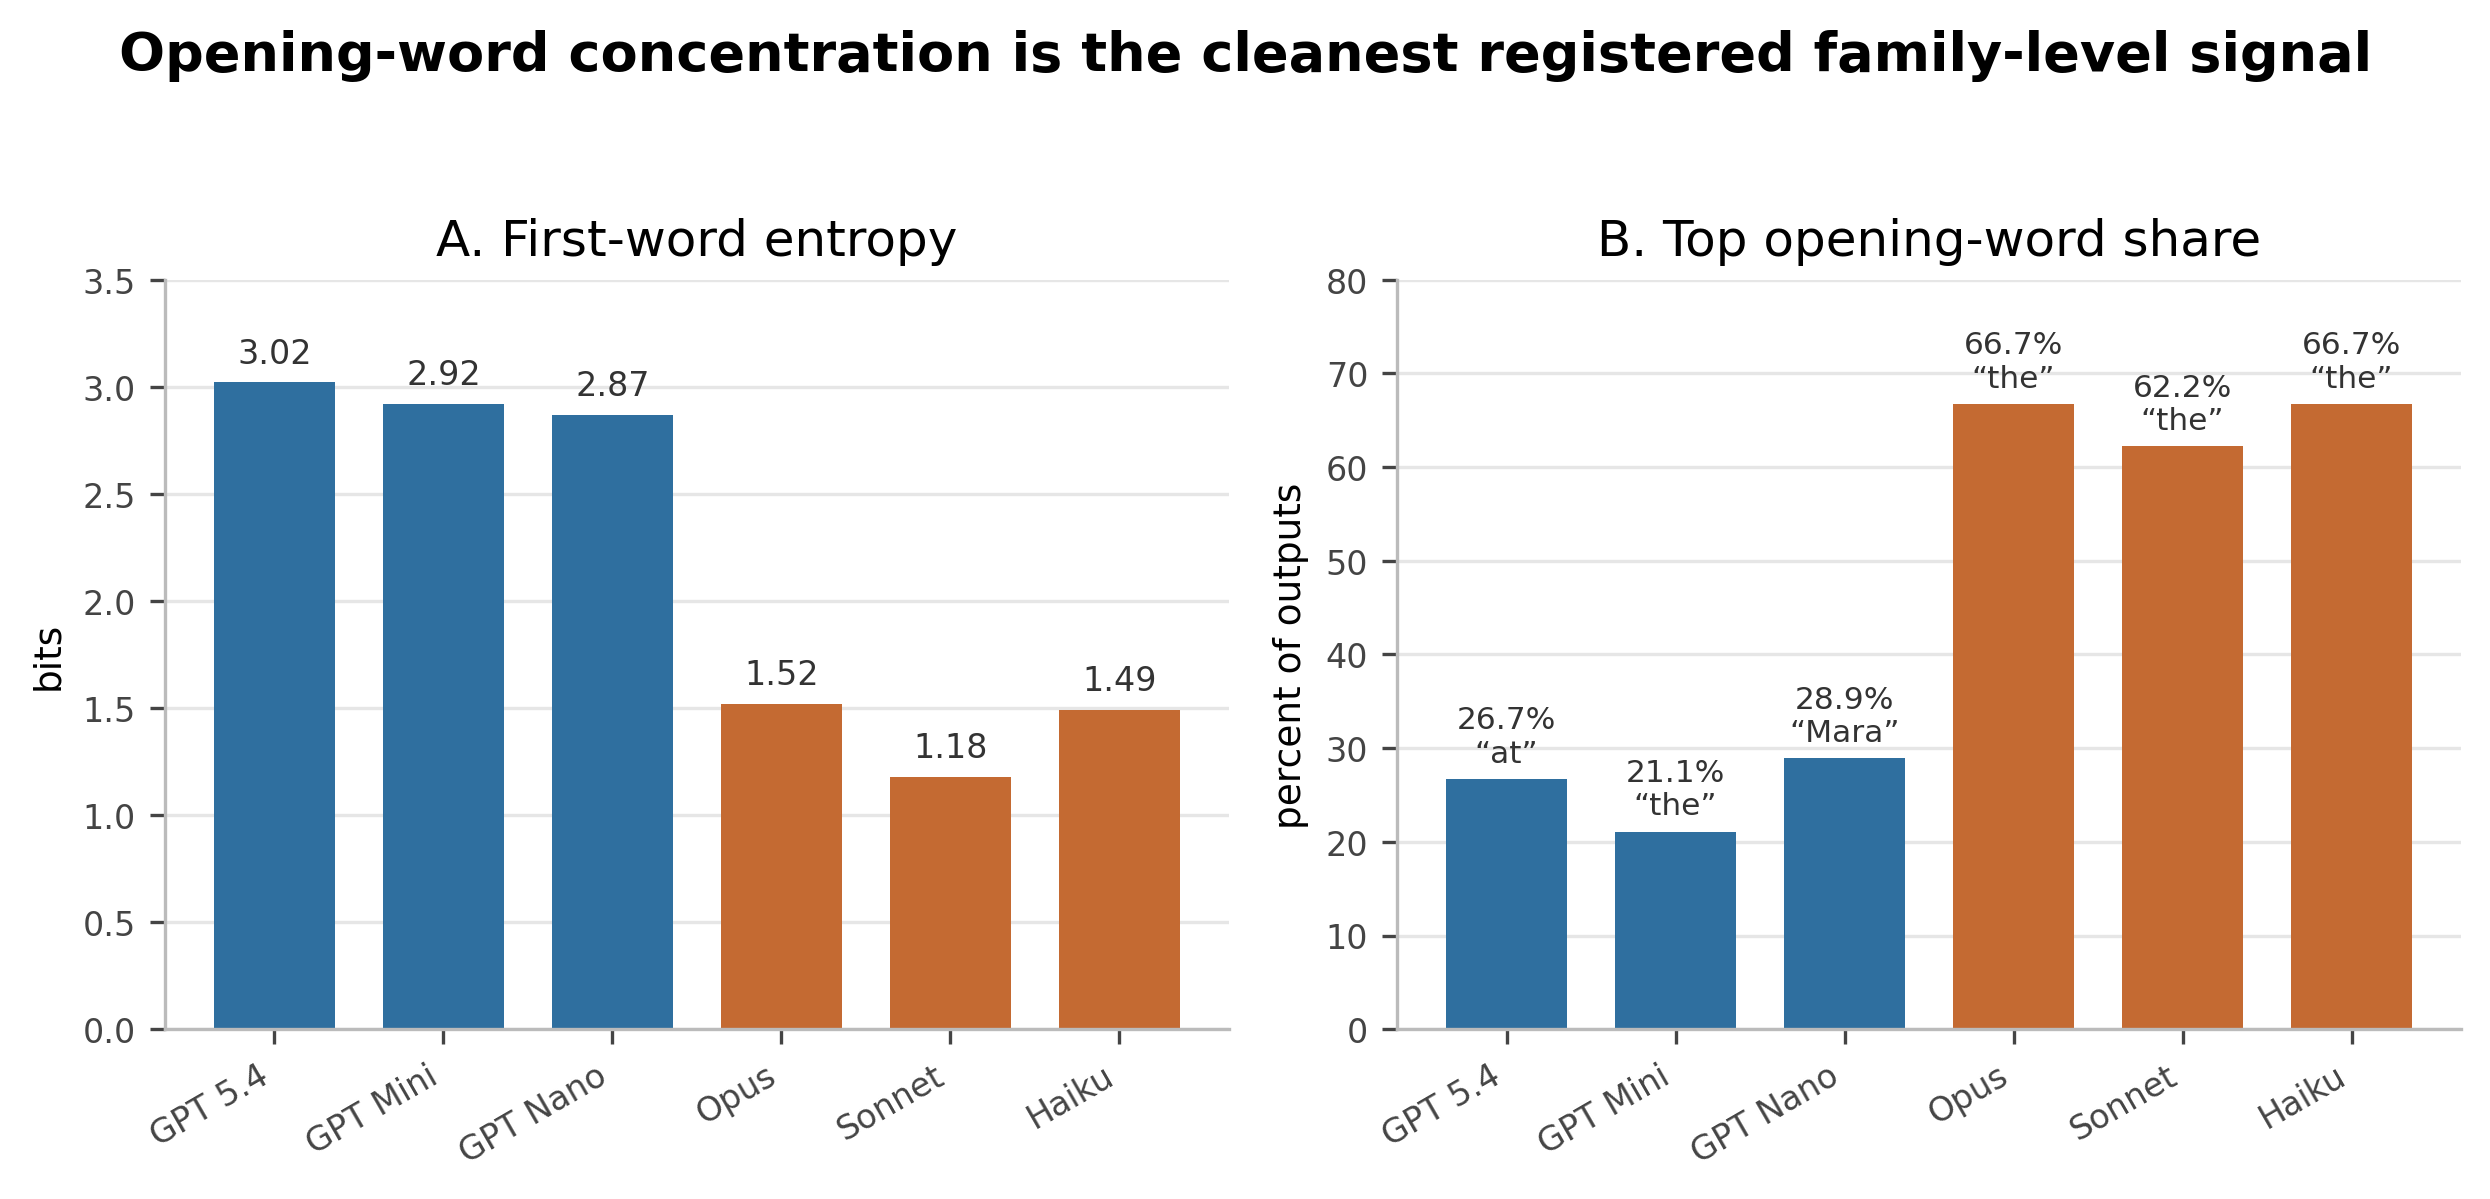 Opening-word concentration is the cleanest registered family-level signal
A. First-word entropy
bits
3.5
3.0
2.5
2.0
1.5
1.0
0.5
0.0
3.02
2.92
2.87
1.52
1.18
1.49
GPT 5.4
GPT Mini
GPT Nano
Opus
Sonnet
Haiku
B. Top opening-word share
percent of outputs
80
70
60
50
40
30
20
10
0
26.7%
“at”
21.1%
“the”
28.9%
“Mara”
66.7%
“the”
62.2%
“the”
66.7%
“the”
GPT 5.4
GPT Mini
GPT Nano
Opus
Sonnet
Haiku